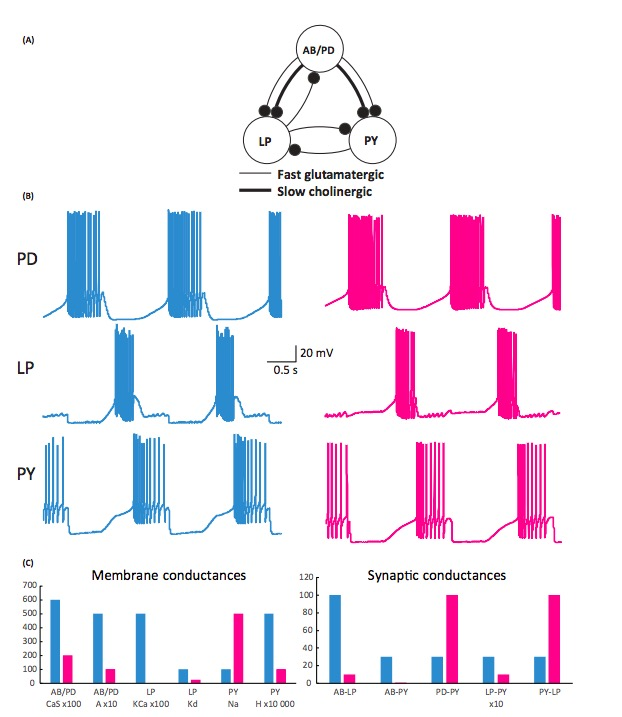 (A)
AB/PD
LP
PY
Fast glutamatergic
Slow cholinergic
(B)
PD
LP
20 mV
0.5 s
PY
(C)
Membrane conductances
Synaptic conductances
700
600
500
400
300
200
100
0
AB/PD
CaS x100
AB/PD
A x10
LP
KCa x100
LP
Kd
PY
Na
PY
H x10 000
120
100
80
60
40
20
0
AB-LP
AB-PY
PD-PY
LP-PY
x10
PY-LP